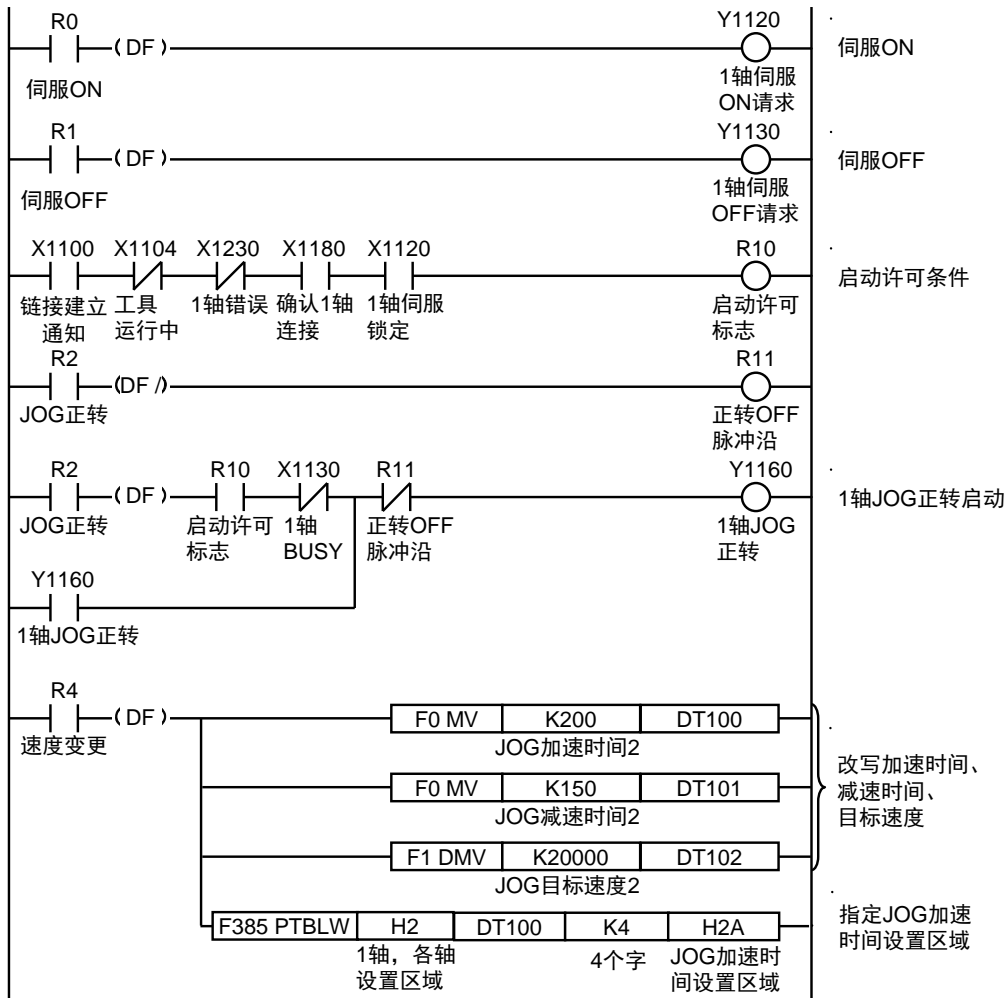 R0
Y1120
( DF )
伺服ON
伺服ON
1轴伺服
ON请求
R1
Y1130
( DF )
伺服OFF
伺服OFF
1轴伺服
OFF请求
X1100 X1104 X1230 X1180 X1120
R10
启动许可条件
链接建立
通知
工具
运行中
1轴错误
确认1轴
连接
1轴伺服
锁定
启动许可
标志
R2
R11
(DF /)
JOG正转
正转OFF
脉冲沿
R2
R10
X1130
R11
Y1160
( DF )
1轴JOG正转启动
JOG正转
启动许可
标志
1轴
BUSY
正转OFF
脉冲沿
1轴JOG
正转
Y1160
1轴JOG正转
R4
( DF )
速度变更
F0 MV K200 DT100
JOG加速时间2
F0 MV K150 DT101
JOG减速时间2
F1 DMV K20000 DT102
JOG目标速度2
改写加速时间、
减速时间、
目标速度
F385 PTBLW H2 DT100 K4 H2A
1轴，各轴
设置区域
4个字
JOG加速时
间设置区域
指定JOG加速
时间设置区域